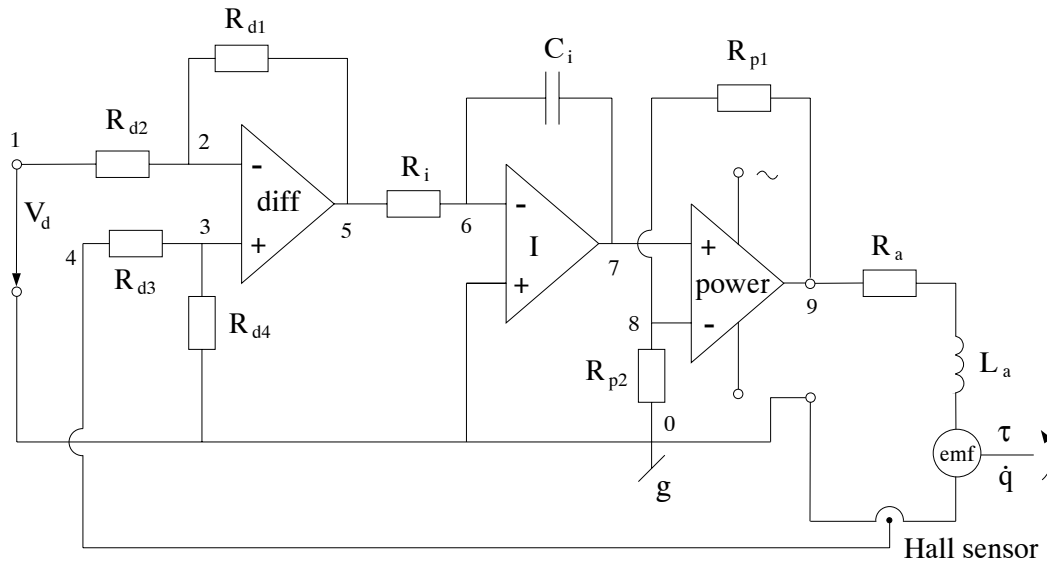 R d1
C i
R p1
1
R d2
2
V d
diff
5
R i
6
I
7
∼
R a
4
R d3
3
R d4
power
9
8
R p2
0
g
L a
emf
τ
q̇
Hall sensor